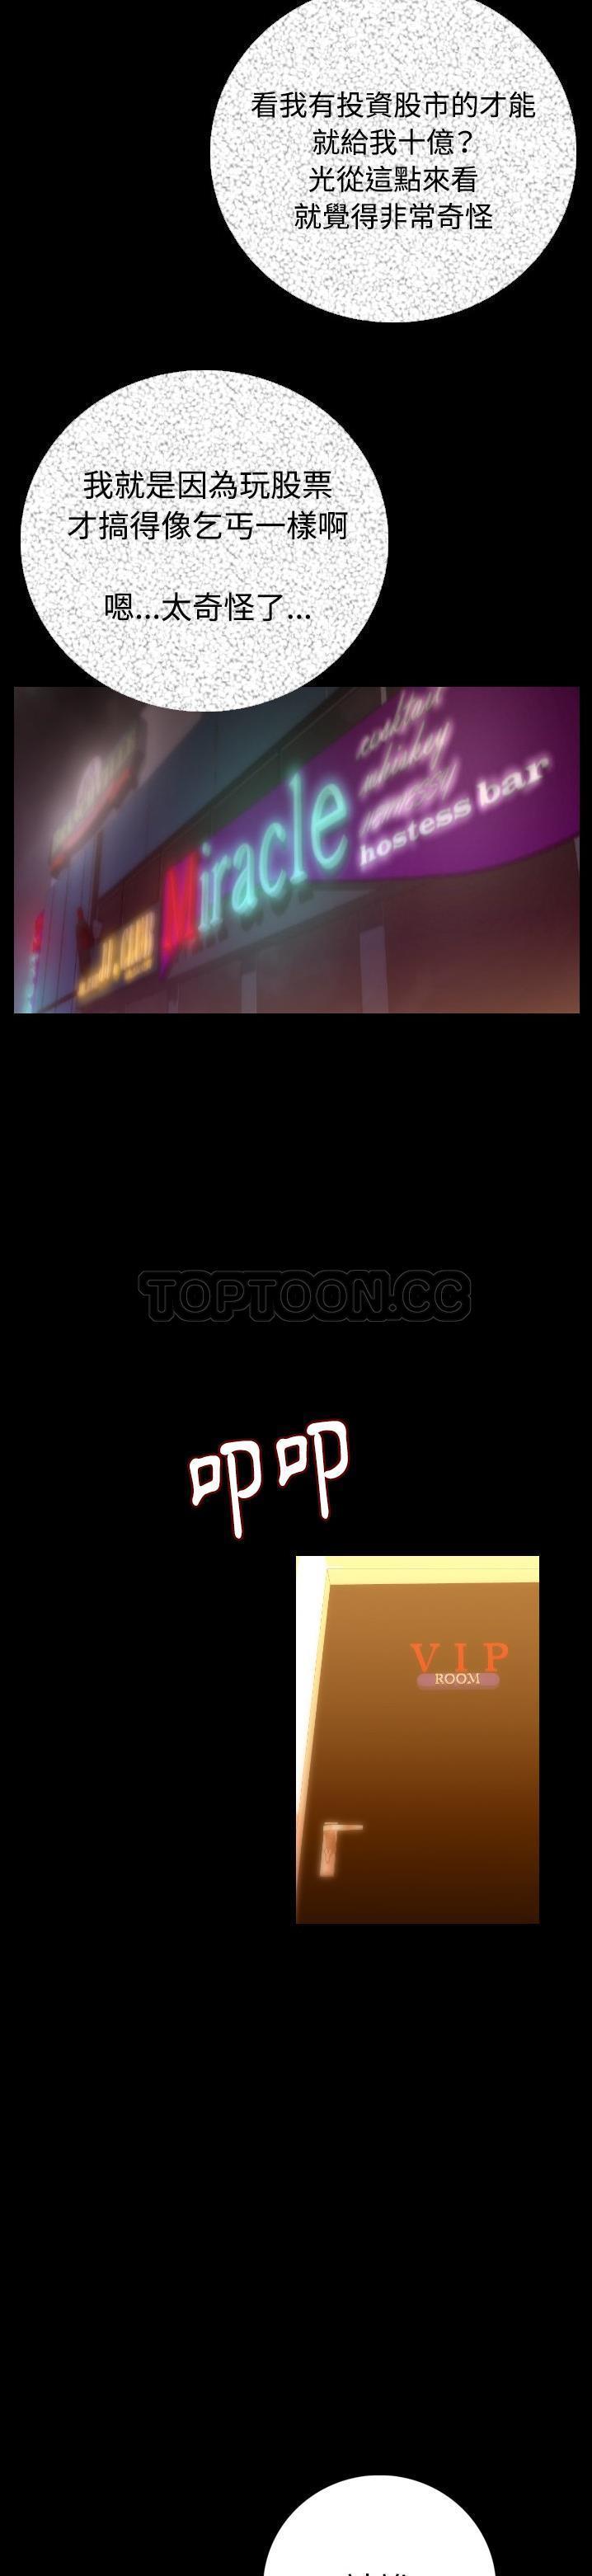 看我有投資股市的才能
就給我十億？
光從這點來看
就覺得非常奇怪
我就是因為玩股票
才搞得像乞丐一樣啊
嗯...太奇怪了...
cocktail
whiskey
hostess bar
Miracle
TOPTOON.CC
叩叩
VIP
ROOM